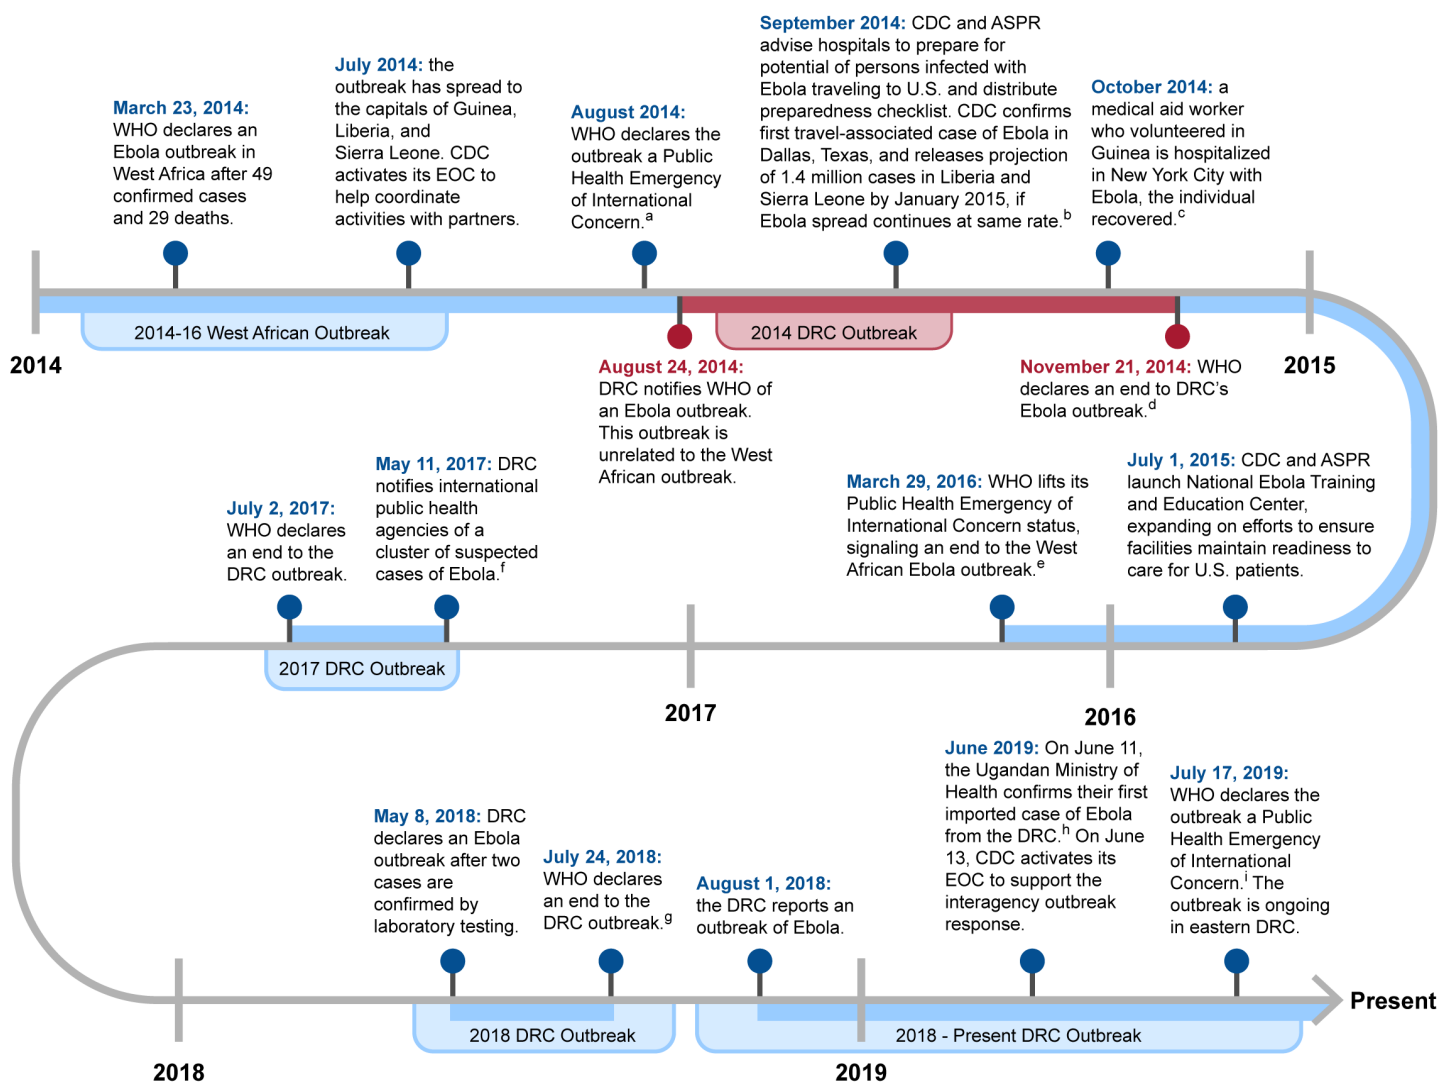 March 23, 2014:
WHO declares an
Ebola outbreak in
West Africa after 49
confirmed cases
and 29 deaths.
July 2014: the
outbreak has spread to
the capitals of Guinea,
Liberia, and
Sierra Leone. CDC
activates its EOC to
help coordinate
activities with partners.
August 2014:
WHO declares the
outbreak a Public
Health Emergency
of International
Concern.a
September 2014: CDC and ASPR
advise hospitals to prepare for
potential of persons infected with
Ebola traveling to U.S. and distribute
preparedness checklist. CDC confirms
first travel-associated case of Ebola in
Dallas, Texas, and releases projection
of 1.4 million cases in Liberia and
Sierra Leone by January 2015, if
Ebola spread continues at same rate.b
October 2014: a
medical aid worker
who volunteered in
Guinea is hospitalized
in New York City with
Ebola, the individual
recovered.c
2014-16 West African Outbreak
2014 DRC Outbreak
2014
2015
August 24, 2014:
DRC notifies WHO of
an Ebola outbreak.
This outbreak is
unrelated to the West
African outbreak.
November 21, 2014: WHO
declares an end to DRC's
Ebola outbreak.d
July 1, 2015: CDC and ASPR
launch National Ebola Training
and Education Center,
expanding on efforts to ensure
facilities maintain readiness to
care for U.S. patients.
March 29, 2016: WHO lifts its
Public Health Emergency of
International Concern status,
signaling an end to the West
African Ebola outbreak.e
May 11, 2017: DRC
notifies international
public health
agencies of a
cluster of suspected
cases of Ebola.f
July 2, 2017:
WHO declares
an end to the
DRC outbreak.
2017 DRC Outbreak
2017
2016
May 8, 2018: DRC
declares an Ebola
outbreak after two
cases are
confirmed by
laboratory testing.
July 24, 2018:
WHO declares
an end to the
DRC outbreak.g
August 1, 2018:
the DRC reports an
outbreak of Ebola.
June 2019: On June 11,
the Ugandan Ministry of
Health confirms their first
imported case of Ebola
from the DRC.h On June
13, CDC activates its
EOC to support the
interagency outbreak
response.
July 17, 2019:
WHO declares the
outbreak a Public
Health Emergency
of International
Concern.i The
outbreak is ongoing
in eastern DRC.
Present
2018 DRC Outbreak
2018 - Present DRC Outbreak
2018
2019